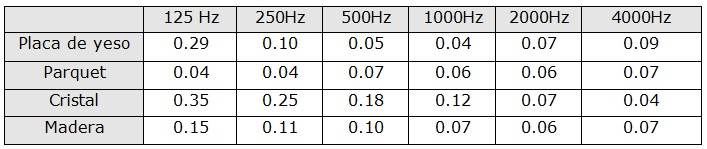 125 Hz 250Hz 500Hz 1000Hz 2000Hz 4000Hz
Placa de yeso 0.29 0.10 0.05 0.04 0.07 0.09
Parquet 0.04 0.04 0.07 0.06 0.06 0.07
Cristal 0.35 0.25 0.18 0.12 0.07 0.04
Madera 0.15 0.11 0.10 0.07 0.06 0.07